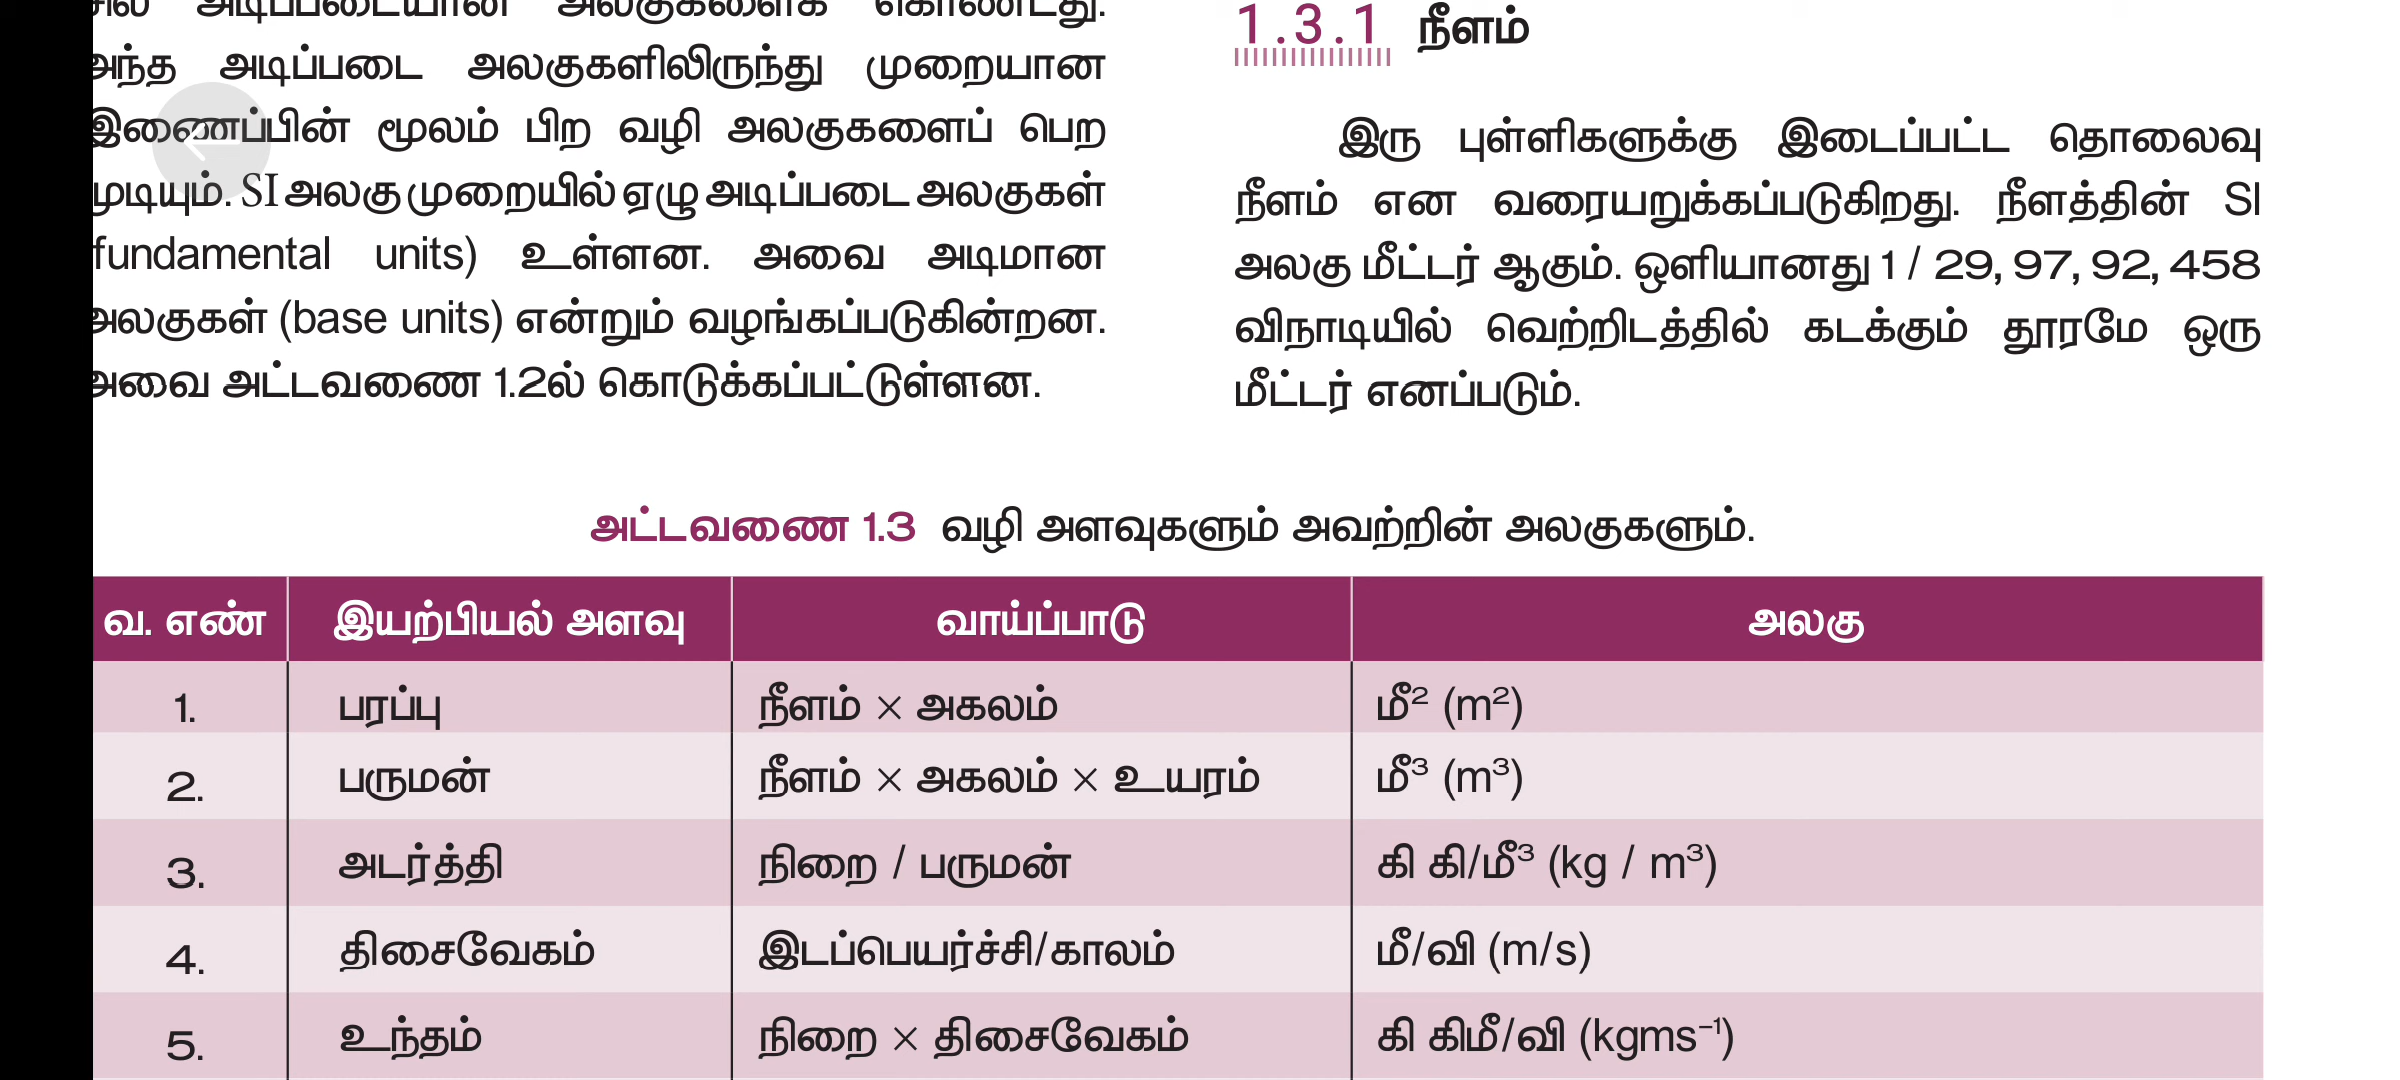 சில அடிப்படையான அலகுகளைக் கொண்டது.
அந்த அடிப்படை அலகுகளிலிருந்து முறையான
இணைப்பின் மூலம் பிற வழி அலகுகளைப் பெற
முடியும். SI அலகு முறையில் ஏழு அடிப்படை அலகுகள்
(fundamental units) உள்ளன. அவை அடிமான
அலகுகள் (base units) என்றும் வழங்கப்படுகின்றன.
அவை அட்டவணை 1.2ல் கொடுக்கப்பட்டுள்ளன.
1.3.1 நீளம்
இரு புள்ளிகளுக்கு இடைப்பட்ட தொலைவு
நீளம் என வரையறுக்கப்படுகிறது. நீளத்தின் SI
அலகு மீட்டர் ஆகும். ஒளியானது 1 / 29, 97, 92, 458
விநாடியில் வெற்றிடத்தில் கடக்கும் தூரமே ஒரு
மீட்டர் எனப்படும்.
அட்டவணை 1.3 வழி அளவுகளும் அவற்றின் அலகுகளும்.
வ. எண் இயற்பியல் அளவு வாய்ப்பாடு அலகு
1. பரப்பு நீளம் × அகலம் மீ² (m²)
2. பருமன் நீளம் × அகலம் × உயரம் மீ³ (m³)
3. அடர்த்தி நிறை / பருமன் கி கி/மீ³ (kg / m³)
4. திசைவேகம் இடப்பெயர்ச்சி/காலம் மீ/வி (m/s)
5. உந்தம் நிறை × திசைவேகம் கி கிமீ/வி (kgms⁻¹)